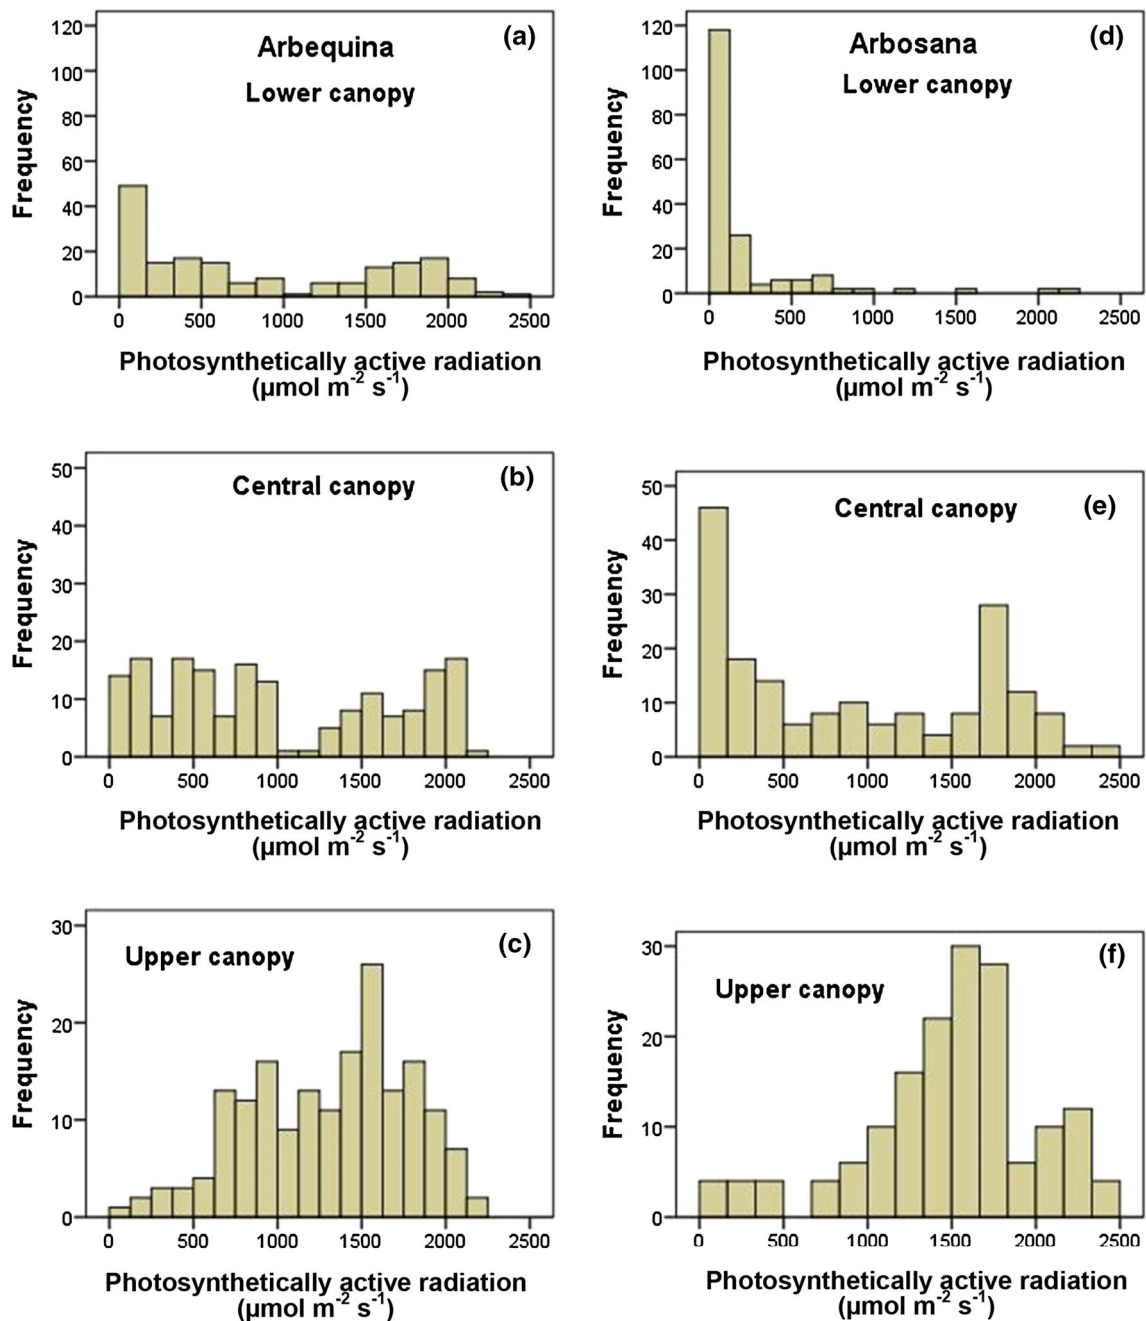 (a)
Arbequina
Lower canopy
Frequency
120
100
80
60
40
20
0
0 500 1000 1500 2000 2500
Photosynthetically active radiation
(µmol m⁻² s⁻¹)
(d)
Arbosana
Lower canopy
Frequency
120
100
80
60
40
20
0
0 500 1000 1500 2000 2500
Photosynthetically active radiation
(µmol m⁻² s⁻¹)
(b)
Central canopy
Frequency
50
40
30
20
10
0
0 500 1000 1500 2000 2500
Photosynthetically active radiation
(µmol m⁻² s⁻¹)
(e)
Central canopy
Frequency
50
40
30
20
10
0
0 500 1000 1500 2000 2500
Photosynthetically active radiation
(µmol m⁻² s⁻¹)
(c)
Upper canopy
Frequency
30
20
10
0
0 500 1000 1500 2000 2500
Photosynthetically active radiation
(µmol m⁻² s⁻¹)
(f)
Upper canopy
Frequency
30
20
10
0
0 500 1000 1500 2000 2500
Photosynthetically active radiation
(µmol m⁻² s⁻¹)